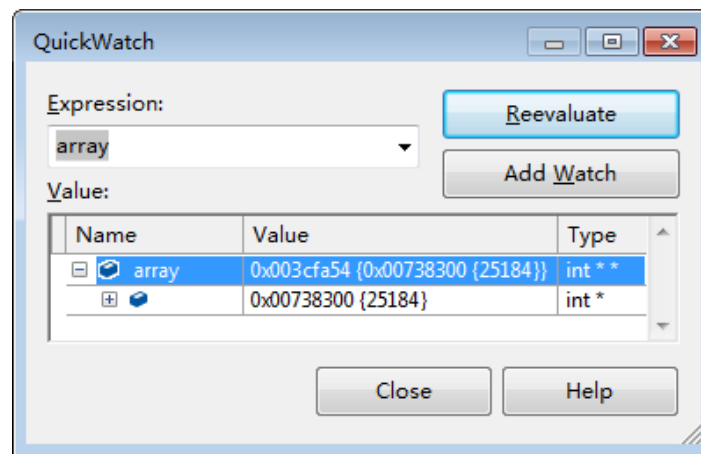 QuickWatch
Expression:
Reevaluate
array
Add Watch
Value:
Name Value Type
array 0x003cfa54 {0x00738300 {25184}} int * *
0x00738300 {25184} int *
Close Help